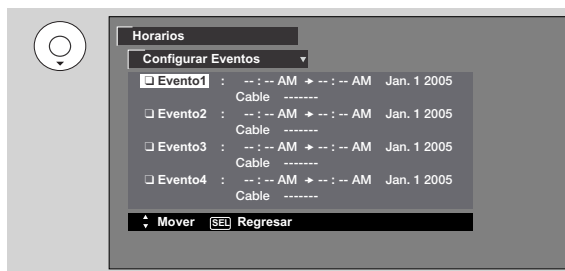 Horarios
Configurar Eventos ▼
❏ Evento1 : -- : -- AM ➔ -- : -- AM Jan. 1 2005
Cable -------
❏ Evento2 : -- : -- AM ➔ -- : -- AM Jan. 1 2005
Cable -------
❏ Evento3 : -- : -- AM ➔ -- : -- AM Jan. 1 2005
Cable -------
❏ Evento4 : -- : -- AM ➔ -- : -- AM Jan. 1 2005
Cable -------
Mover SEL Regresar